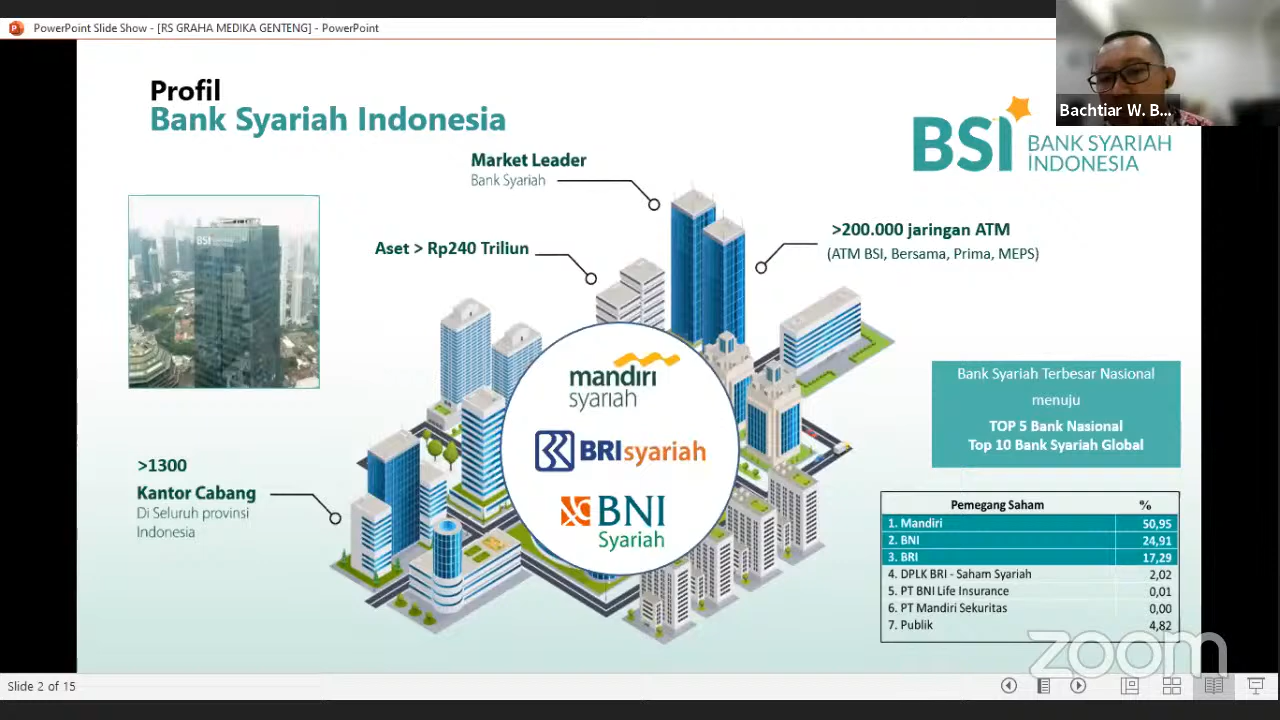 PowerPoint Slide Show - [RS GRAHA MEDIKA GENTENG] - PowerPoint
Bachtiar W. B...
Profil
Bank Syariah Indonesia
BSI BANK SYARIAH
INDONESIA
Market Leader
Bank Syariah
BSI
Aset > Rp240 Triliun
>200.000 jaringan ATM
(ATM BSI, Bersama, Prima, MEPS)
mandiri
syariah
BRIsyariah
BNI
Syariah
Bank Syariah Terbesar Nasional
menuju
TOP 5 Bank Nasional
Top 10 Bank Syariah Global
>1300
Kantor Cabang
Di Seluruh provinsi
Indonesia
Pemegang Saham %
1. Mandiri 50,95
2. BNI 24,91
3. BRI 17,29
4. DPLK BRI - Saham Syariah 2,02
5. PT BNI Life Insurance 0,01
6. PT Mandiri Sekuritas 0,00
7. Publik 4,82
zoom
Slide 2 of 15